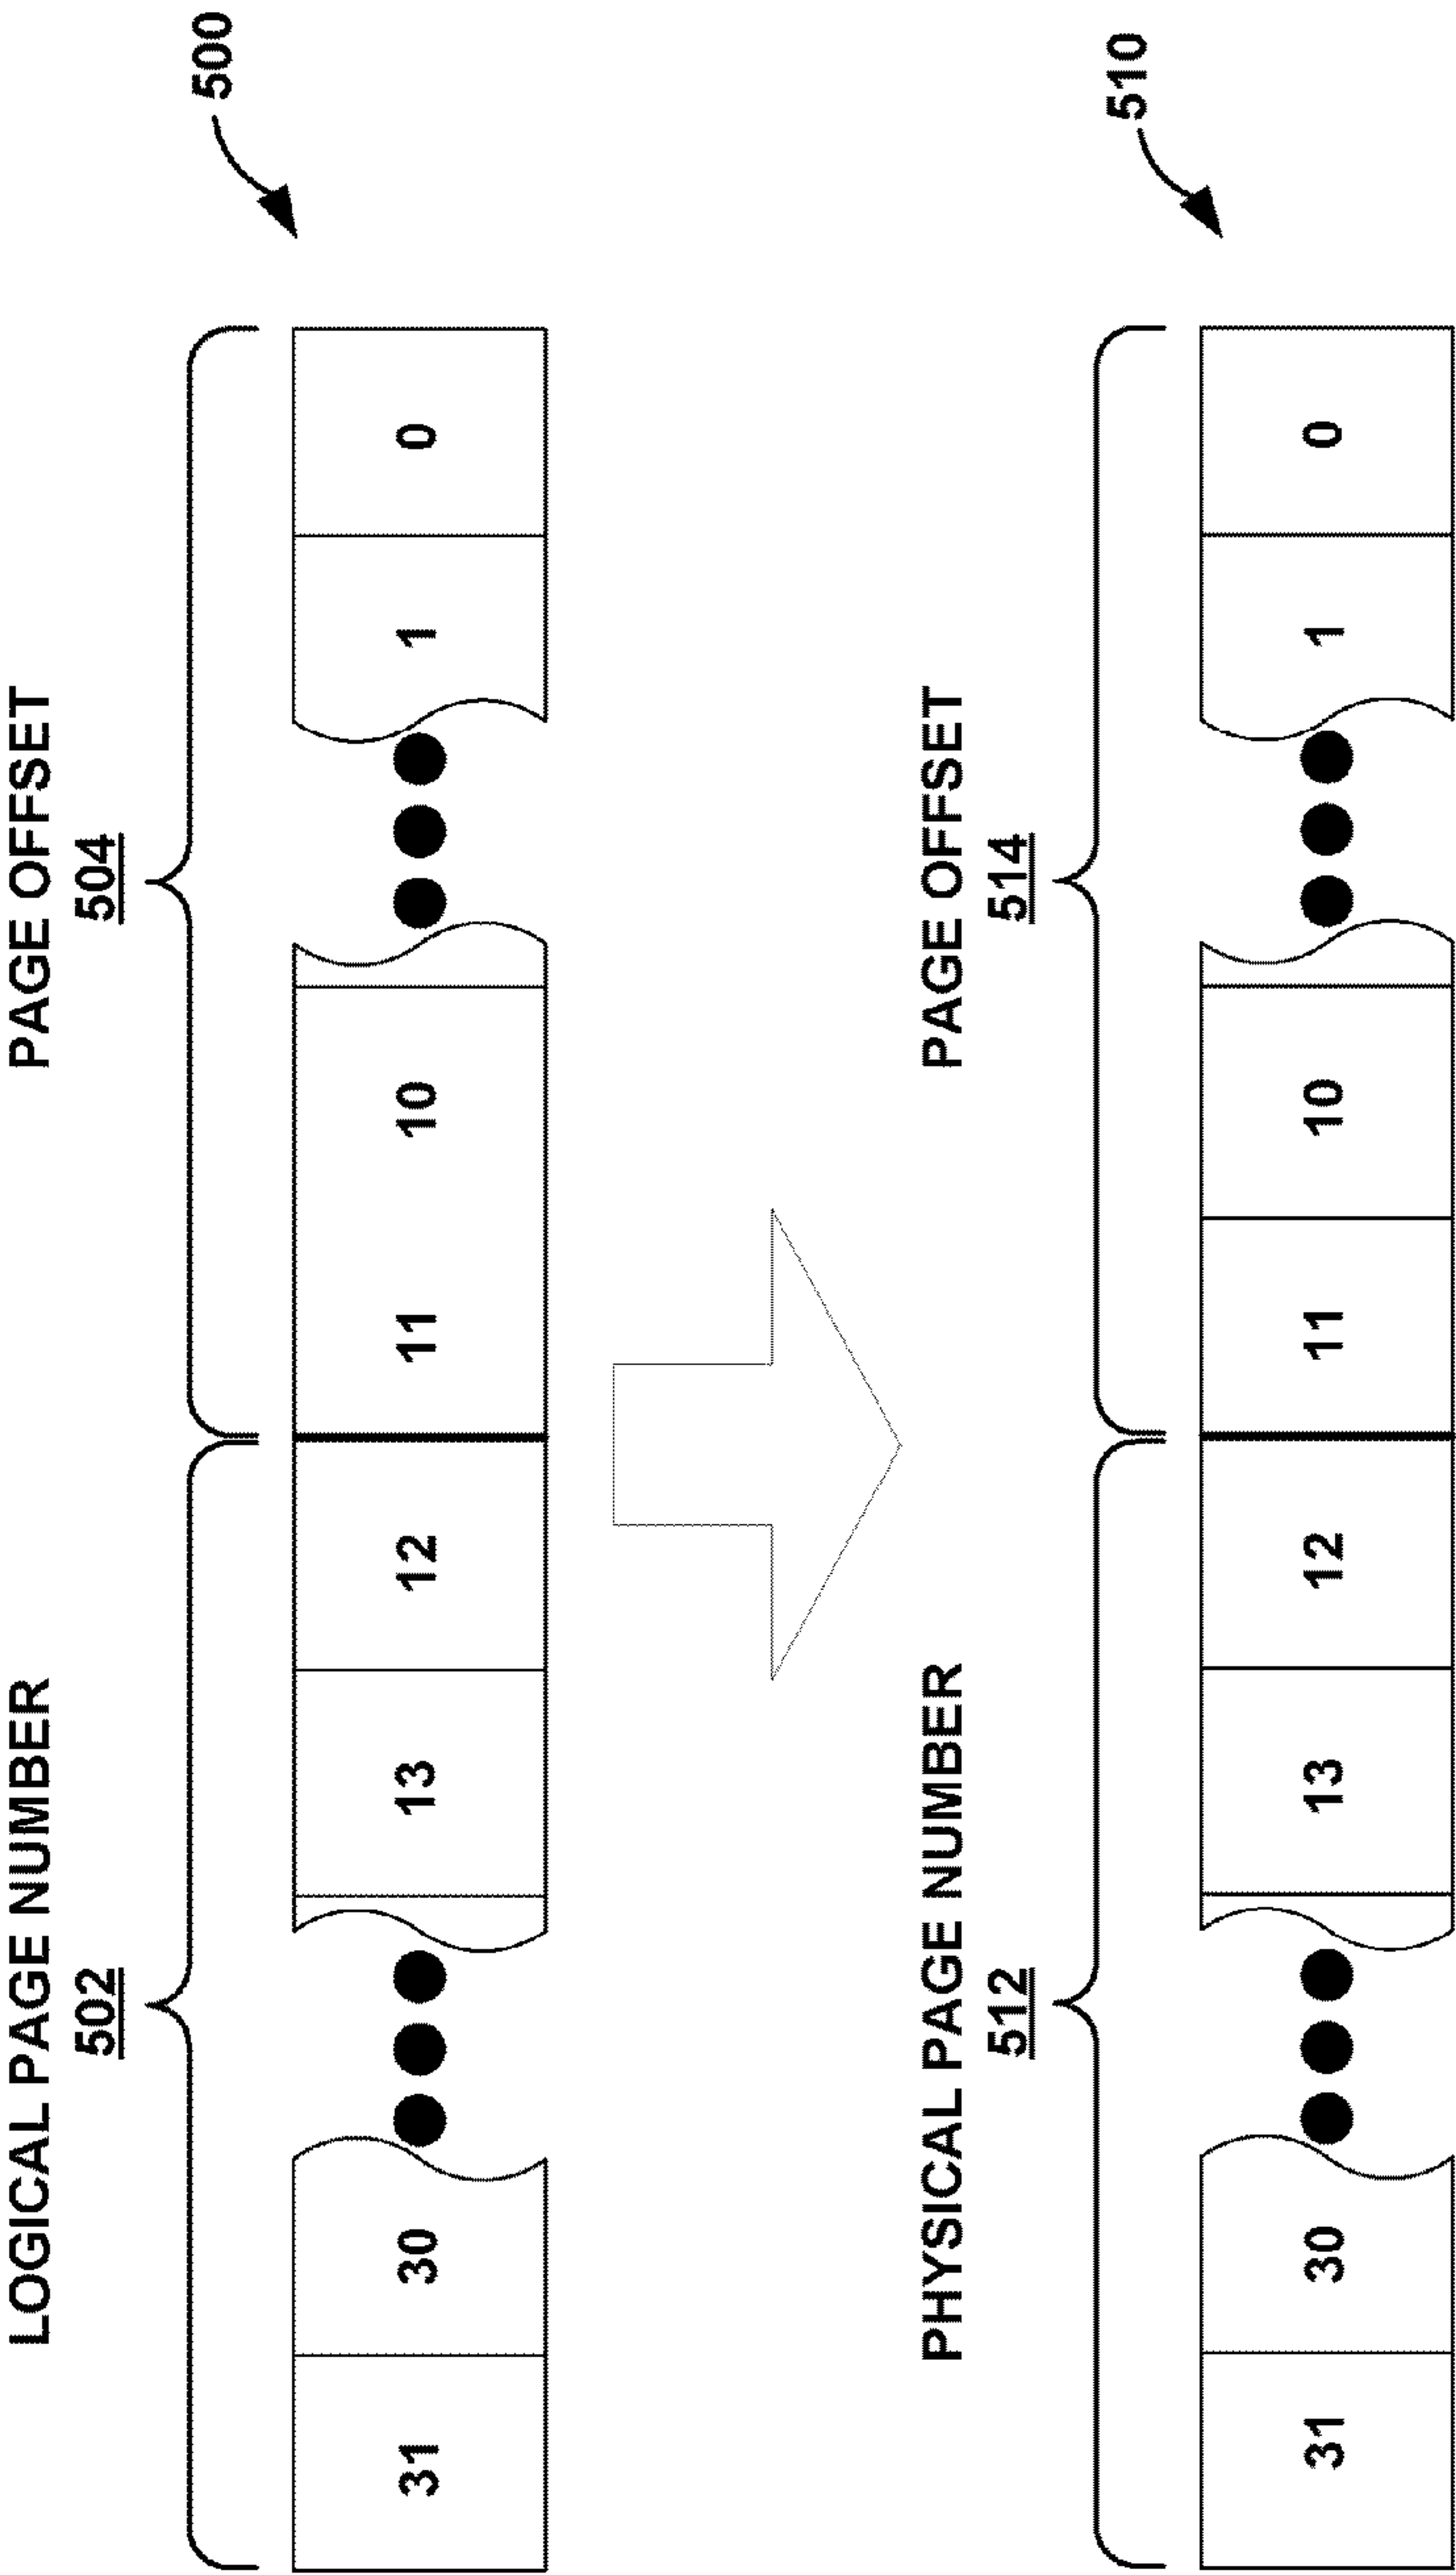 LOGICAL PAGE NUMBER
502
PAGE OFFSET
504
500
31 30 13 12 11 10 1 0
PHYSICAL PAGE NUMBER
512
PAGE OFFSET
514
510
31 30 13 12 11 10 1 0